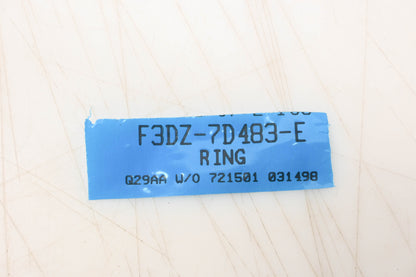 F3DZ-7D483-E
RING
Q29AA W/O 721501 031498